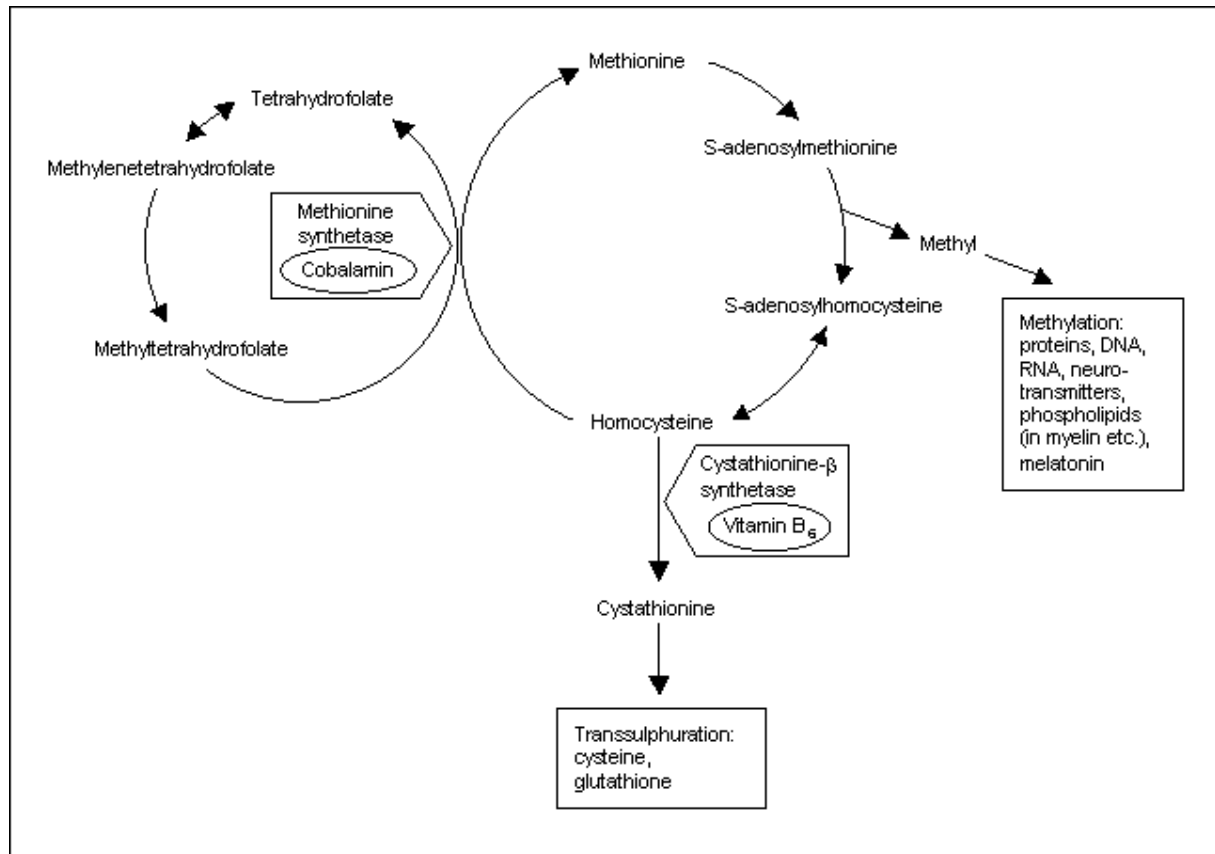 Methionine
Tetrahydrofolate
S-adenosylmethionine
Methylenetetrahydrofolate
Methionine
synthetase
Cobalamin
Methyl
S-adenosylhomocysteine
Methyltetrahydrofolate
Methylation:
proteins, DNA,
RNA, neuro-
transmitters,
phospholipids
(in myelin etc.),
melatonin
Homocysteine
Cystathionine-β
synthetase
Vitamin B₆
Cystathionine
Transsulphuration:
cysteine,
glutathione